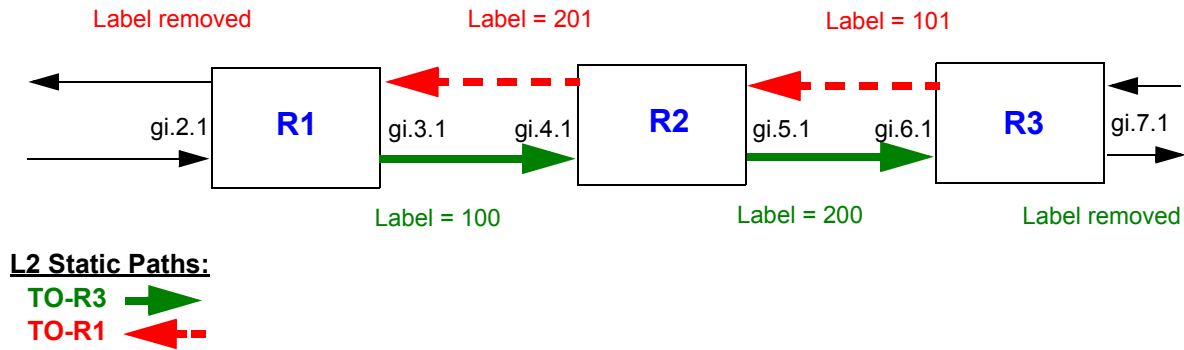 Label removed
Label = 201
Label = 101
R1
R2
R3
gi.2.1
gi.3.1
gi.4.1
gi.5.1
gi.6.1
gi.7.1
Label = 100
Label = 200
Label removed
L2 Static Paths:
TO-R3
TO-R1